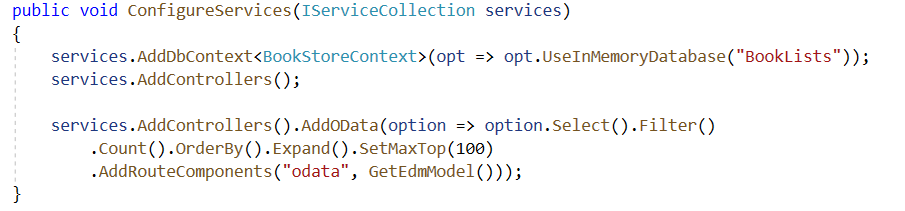 public void ConfigureServices(IServiceCollection services)
{
    services.AddDbContext<BookStoreContext>(opt => opt.UseInMemoryDatabase("BookLists"));
    services.AddControllers();

    services.AddControllers().AddOData(option => option.Select().Filter()
        .Count().OrderBy().Expand().SetMaxTop(100)
        .AddRouteComponents("odata", GetEdmModel()));
}